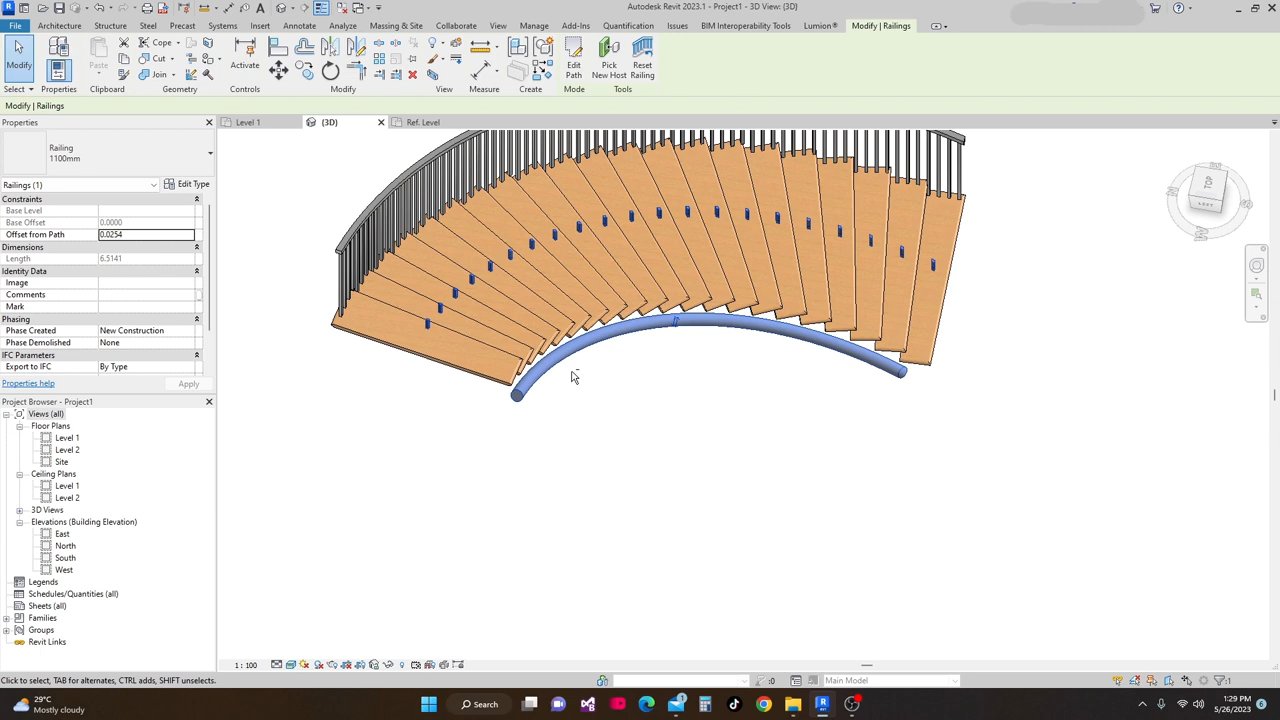 Autodesk Revit 2023.1 - Project1 - 3D View: {3D}
File Architecture Structure Steel Precast Systems Insert Annotate Analyze Massing & Site Collaborate View Manage Add-Ins Quantification Issues BIM Interoperability Tools Lumion® Modify | Railings
Modify Paste Cope Cut Join Activate Edit Path Pick New Host Reset Railing
Select Properties Clipboard Geometry Controls Modify View Measure Create Mode Tools
Modify | Railings
Properties
Level 1
{3D}
Ref. Level
Railing
1100mm
Railings (1)
Edit Type
Constraints
Base Level
Base Offset 0.0000
Offset from Path 0.0254
Dimensions
Length 6.5141
Identity Data
Image
Comments
Mark
Phasing
Phase Created New Construction
Phase Demolished None
IFC Parameters
Export to IFC By Type
Properties help
Apply
Project Browser - Project1
Views (all)
Floor Plans
Level 1
Level 2
Site
Ceiling Plans
Level 1
Level 2
3D Views
Elevations (Building Elevation)
East
North
South
West
Legends
Schedules/Quantities (all)
Sheets (all)
Families
Groups
Revit Links
TOP
1 : 100
Click to select, TAB for alternates, CTRL adds, SHIFT unselects.
:0
Main Model
:1
29°C
Mostly cloudy
Search
1:29 PM
5/26/2023